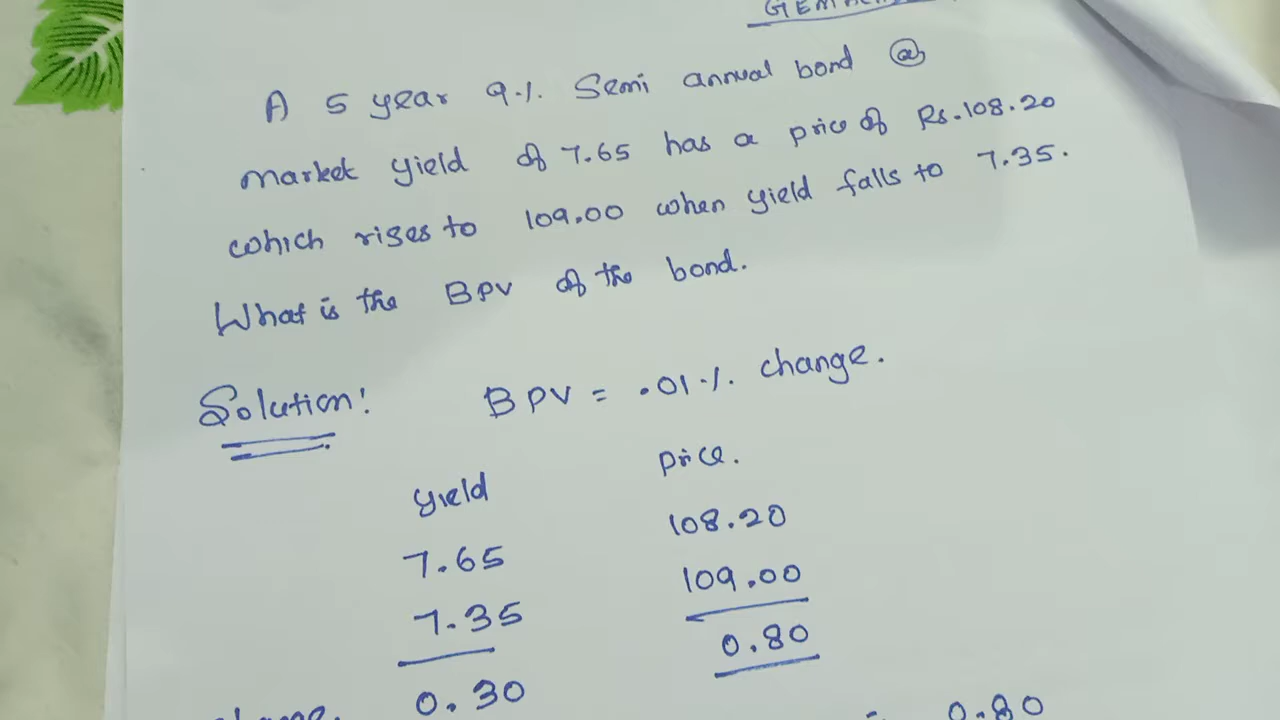 A 5 year 9.1. Semi annual bond @
market yield of 7.65 has a price of Rs.108.20
which rises to 109.00 when yield falls to 7.35.
What is the BPV of the bond.
Solution! BPV = .01.1. change.
yield price.
7.65 108.20
7.35 109.00
0.30 0.80
0.80